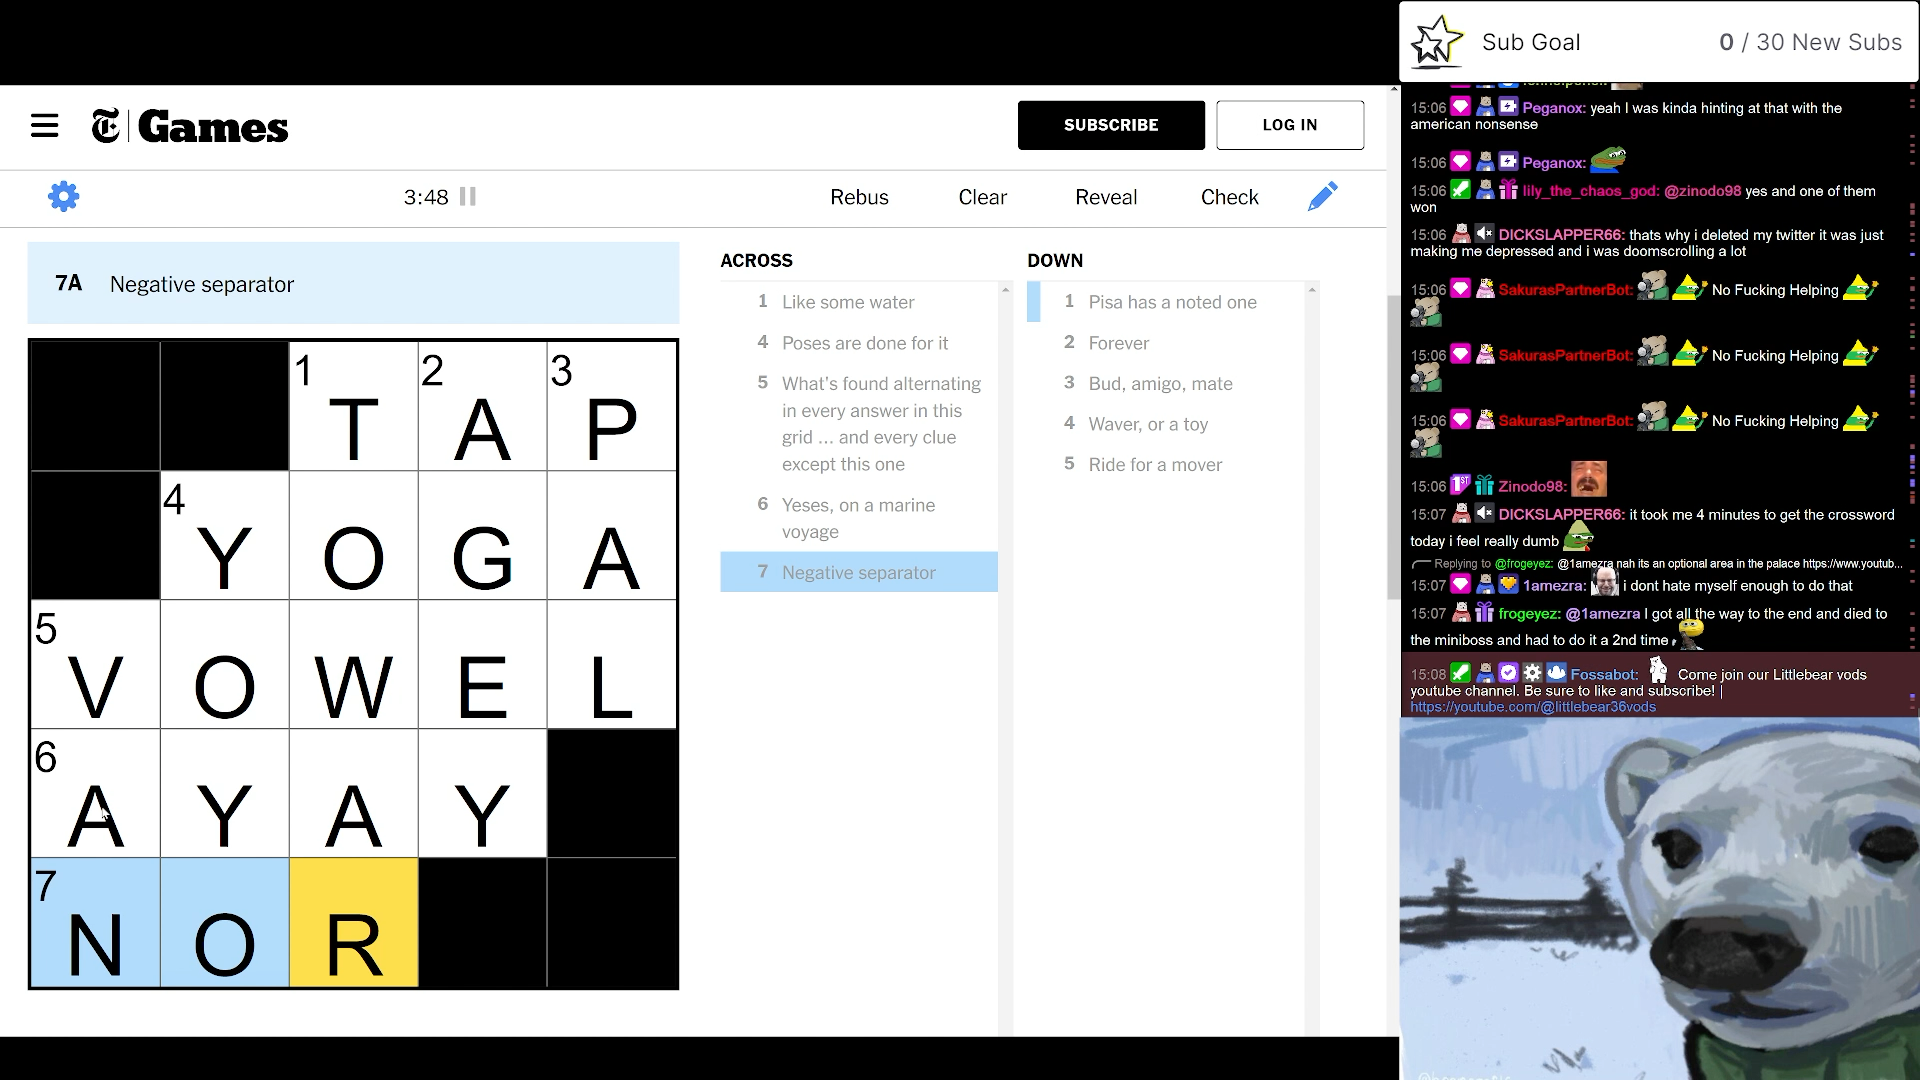 Sub Goal 0 / 30 New Subs
Games
SUBSCRIBE
LOG IN
3:48
Rebus
Clear
Reveal
Check
7A Negative separator
1 T 2 A 3 P
4 Y O G A
5 V O W E L
6 A Y A Y
7 N O R
ACROSS
1 Like some water
4 Poses are done for it
5 What's found alternating
in every answer in this
grid ... and every clue
except this one
6 Yeses, on a marine
voyage
7 Negative separator
DOWN
1 Pisa has a noted one
2 Forever
3 Bud, amigo, mate
4 Waver, or a toy
5 Ride for a mover
15:06 Peganox: yeah I was kinda hinting at that with the
american nonsense
15:06 Peganox:
15:06 lily_the_chaos_god: @zinodo98 yes and one of them
won
15:06 DICKSLAPPER66: thats why i deleted my twitter it was just
making me depressed and i was doomscrolling a lot
15:06 SakurasPartnerBot: No Fucking Helping
15:06 SakurasPartnerBot: No Fucking Helping
15:06 SakurasPartnerBot: No Fucking Helping
15:06 1ST Zinodo98:
15:07 DICKSLAPPER66: it took me 4 minutes to get the crossword
today i feel really dumb
Replying to @frogeyez: @1amezra nah its an optional area in the palace https://www.youtub...
15:07 1amezra: i dont hate myself enough to do that
15:07 frogeyez: @1amezra I got all the way to the end and died to
the miniboss and had to do it a 2nd time
15:08 Fossabot: Come join our Littlebear vods
youtube channel. Be sure to like and subscribe! |
https://youtube.com/@littlebear36vods